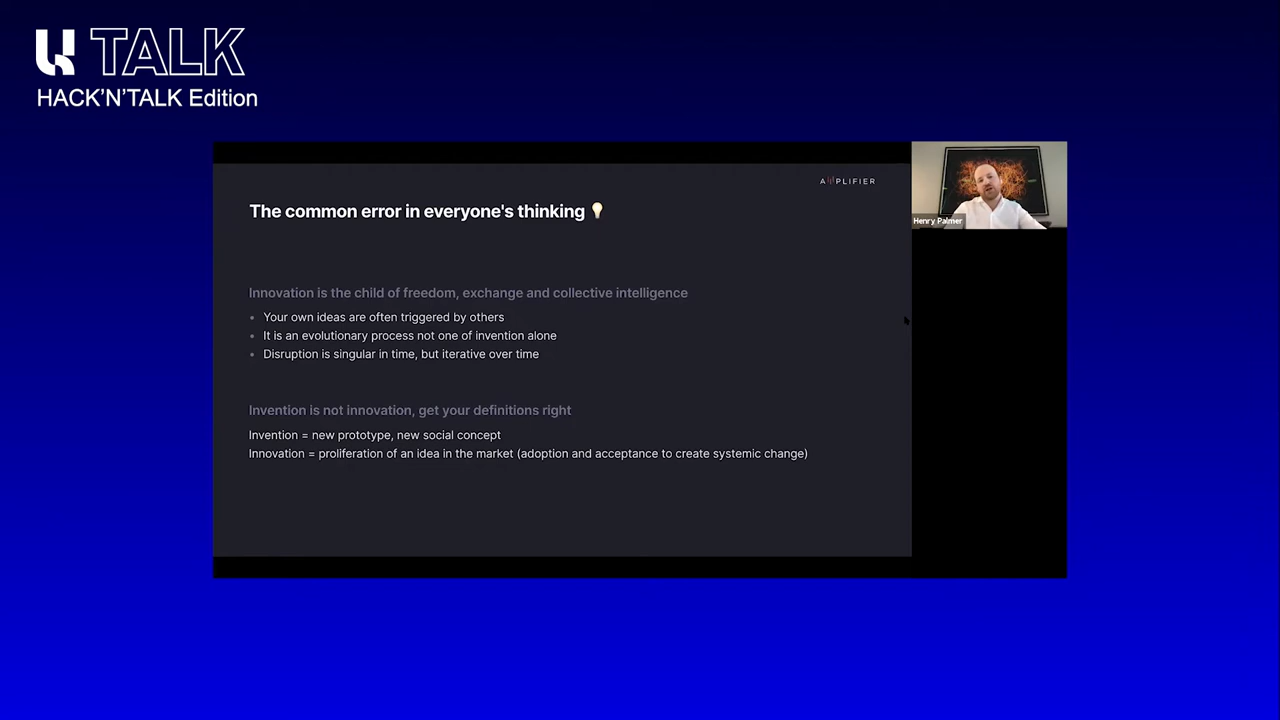 TALK
HACK'N'TALK Edition
AMPLIFIER
The common error in everyone's thinking
Innovation is the child of freedom, exchange and collective intelligence
• Your own ideas are often triggered by others
• It is an evolutionary process not one of invention alone
• Disruption is singular in time, but iterative over time
Invention is not innovation, get your definitions right
Invention = new prototype, new social concept
Innovation = proliferation of an idea in the market (adoption and acceptance to create systemic change)
Henry Palmer